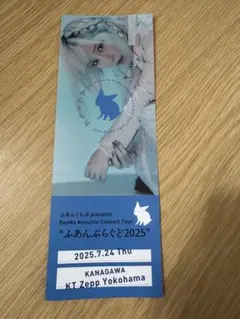 ふあんくらぶ presents
ReoNa Acoustic Concert Tour
“ふあんぷらぐど2025”
2025.7.24 Thu
KANAGAWA
KT Zepp Yokohama